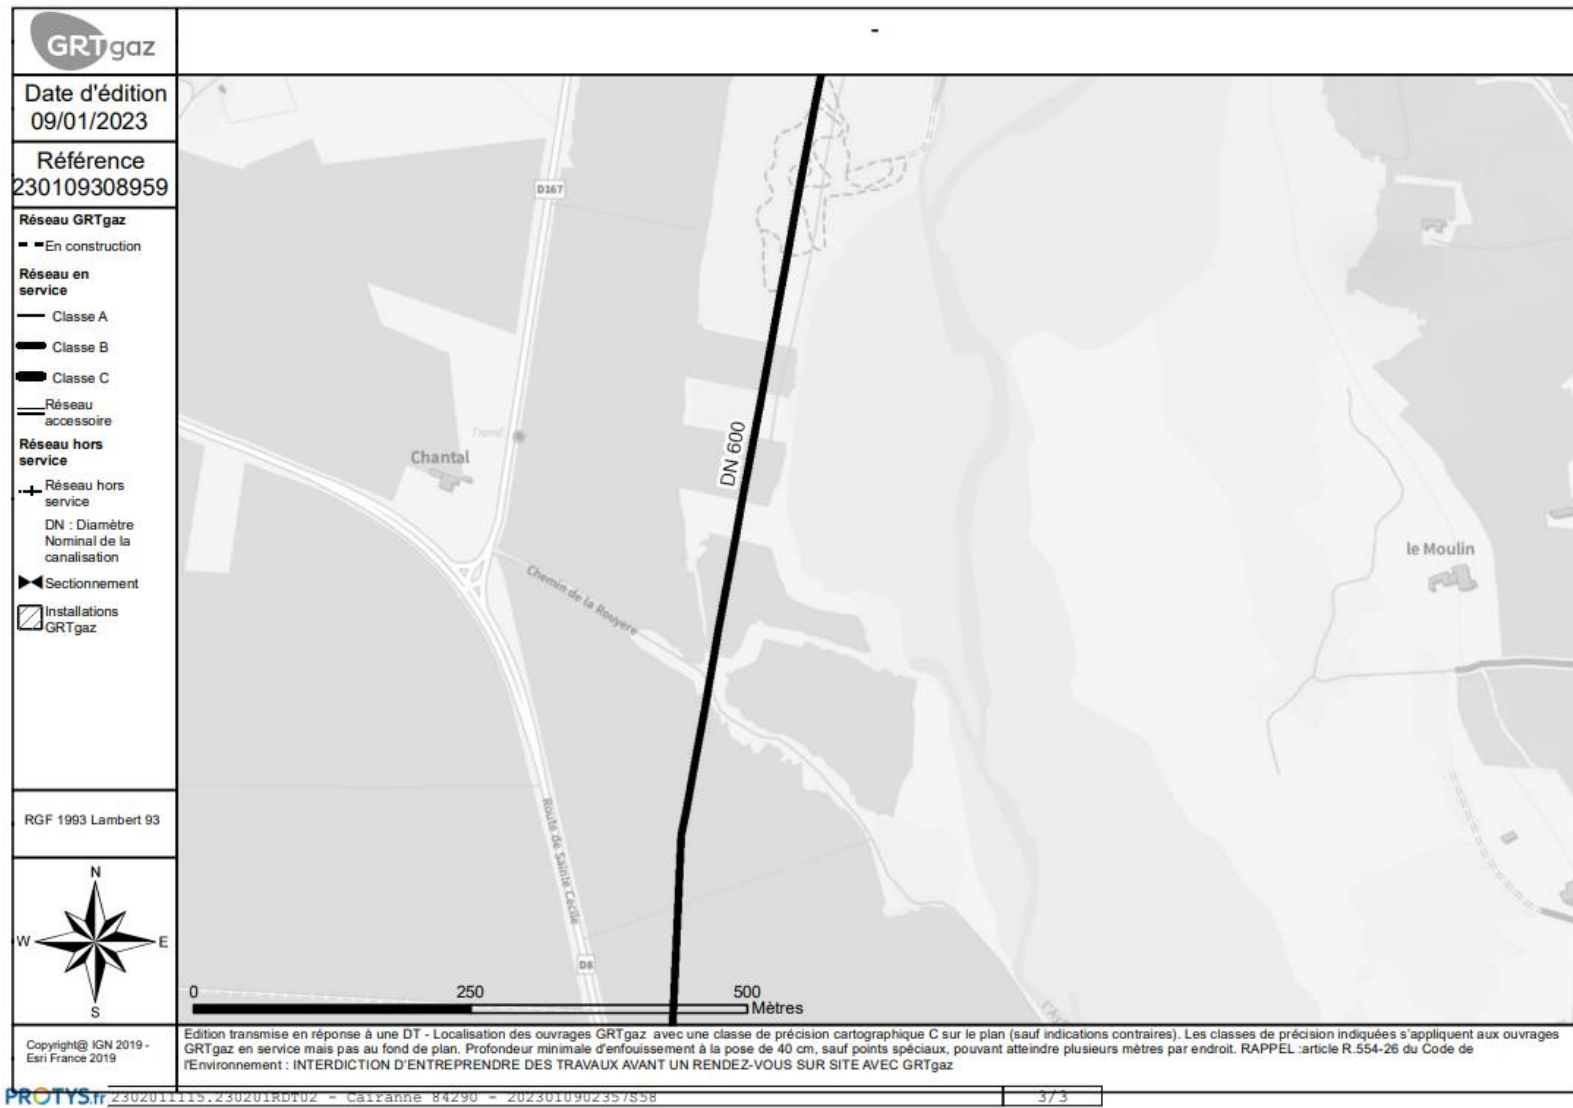 GRTgaz
-
Date d'édition
09/01/2023
Référence
230109308959
Réseau GRTgaz
En construction
Réseau en
service
Classe A
Classe B
Classe C
Réseau
accessoire
Réseau hors
service
Réseau hors
service
DN : Diamètre
Nominal de la
canalisation
Sectionnement
Installations
GRTgaz
RGF 1993 Lambert 93
N
W
E
S
Copyright@ IGN 2019 -
Esri France 2019
D167
Transf.
Chantal
DN 600
Chemin de la Rouyère
le Moulin
Route de Sainte Cécile
D8
0
250
500
Mètres
Edition transmise en réponse à une DT - Localisation des ouvrages GRTgaz avec une classe de précision cartographique C sur le plan (sauf indications contraires). Les classes de précision indiquées s'appliquent aux ouvrages
GRTgaz en service mais pas au fond de plan. Profondeur minimale d'enfouissement à la pose de 40 cm, sauf points spéciaux, pouvant atteindre plusieurs mètres par endroit. RAPPEL :article R.554-26 du Code de
l'Environnement : INTERDICTION D'ENTREPRENDRE DES TRAVAUX AVANT UN RENDEZ-VOUS SUR SITE AVEC GRTgaz
PROTYS.fr
2302011115.230201RDT02 - Cairanne 84290 - 2023010902357S58
3/3